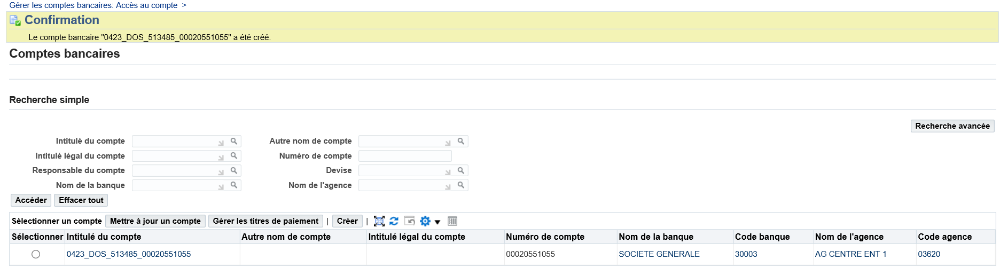 Gérer les comptes bancaires: Accès au compte >
Confirmation
Le compte bancaire "0423_DOS_513485_00020551055" a été créé.
Comptes bancaires
Recherche simple
Recherche avancée
Intitulé du compte Autre nom de compte
Intitulé légal du compte Numéro de compte
Responsable du compte Devise
Nom de la banque Nom de l'agence
Accéder Effacer tout
Sélectionner un compte Mettre à jour un compte Gérer les titres de paiement | Créer |
Sélectionner Intitulé du compte Autre nom de compte Intitulé légal du compte Numéro de compte Nom de la banque Code banque Nom de l'agence Code agence
0423_DOS_513485_00020551055 00020551055 SOCIETE GENERALE 30003 AG CENTRE ENT 1 03620